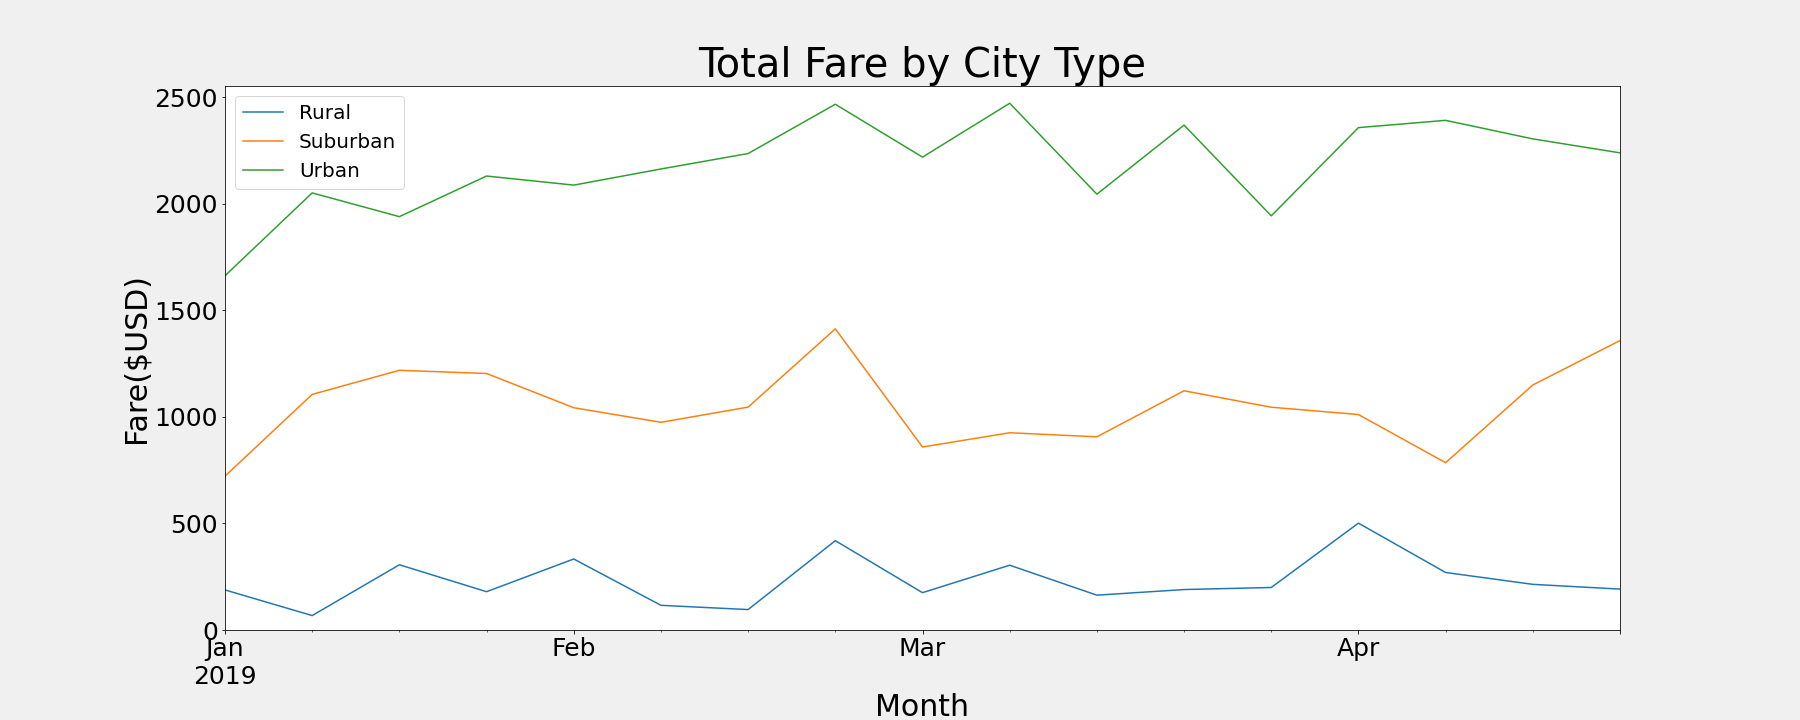 Total Fare by City Type
Rural
Suburban
Urban
Fare($USD)
2500
2000
1500
1000
500
0
Jan
2019
Feb
Mar
Apr
Month